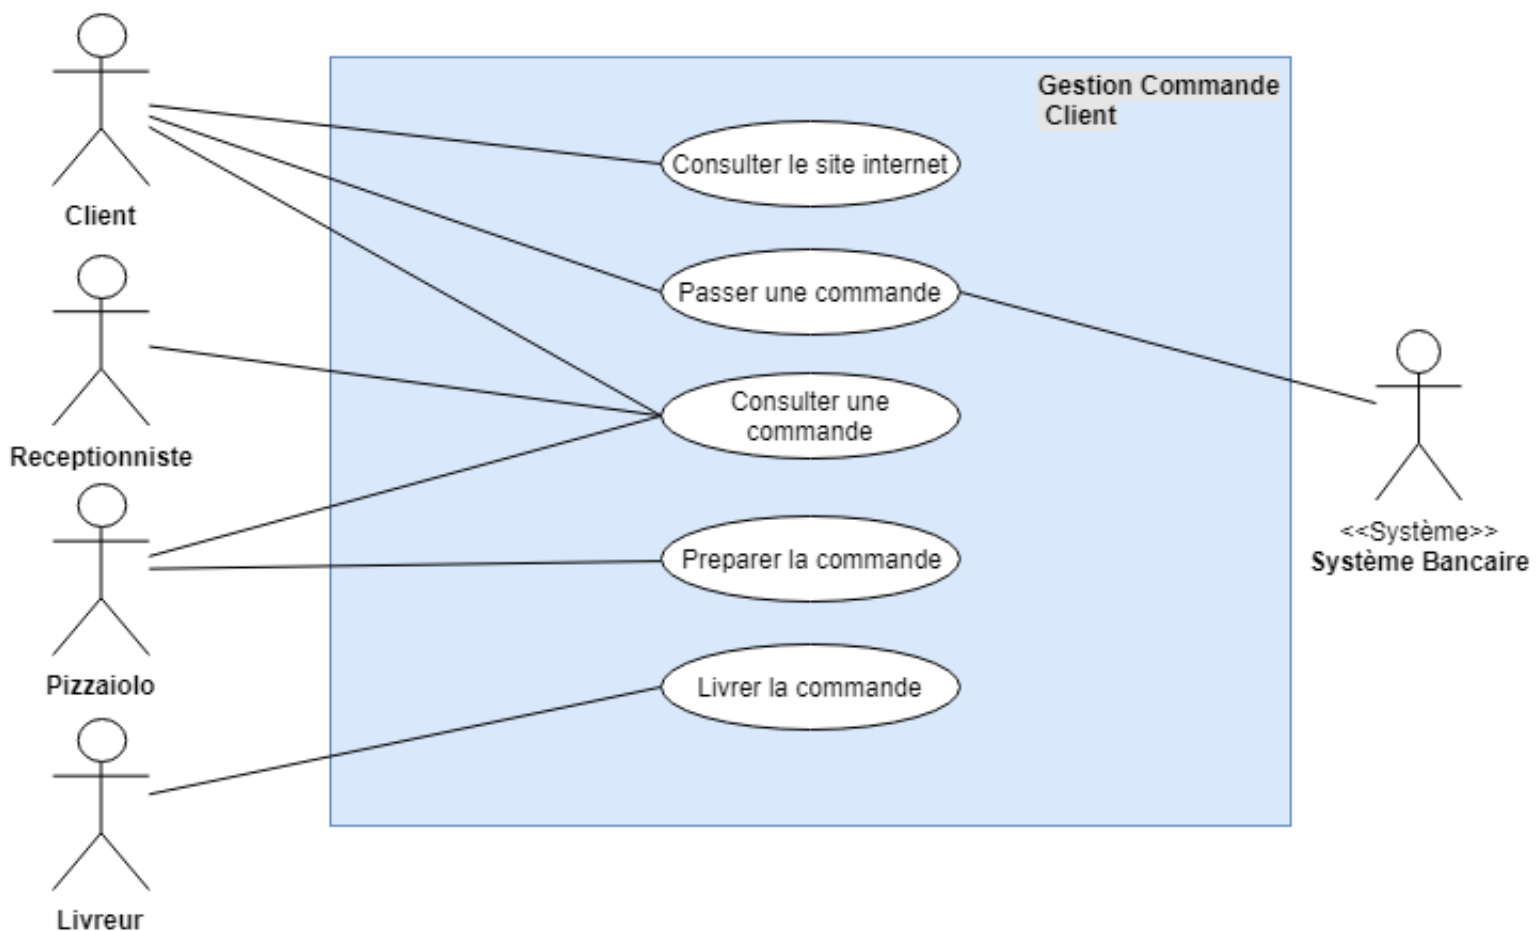 Gestion Commande
Client
Consulter le site internet
Client
Passer une commande
Consulter une
commande
Receptionniste
<<Système>>
Système Bancaire
Preparer la commande
Pizzaiolo
Livrer la commande
Livreur